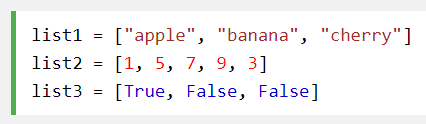 list1 = ["apple", "banana", "cherry"]
list2 = [1, 5, 7, 9, 3]
list3 = [True, False, False]